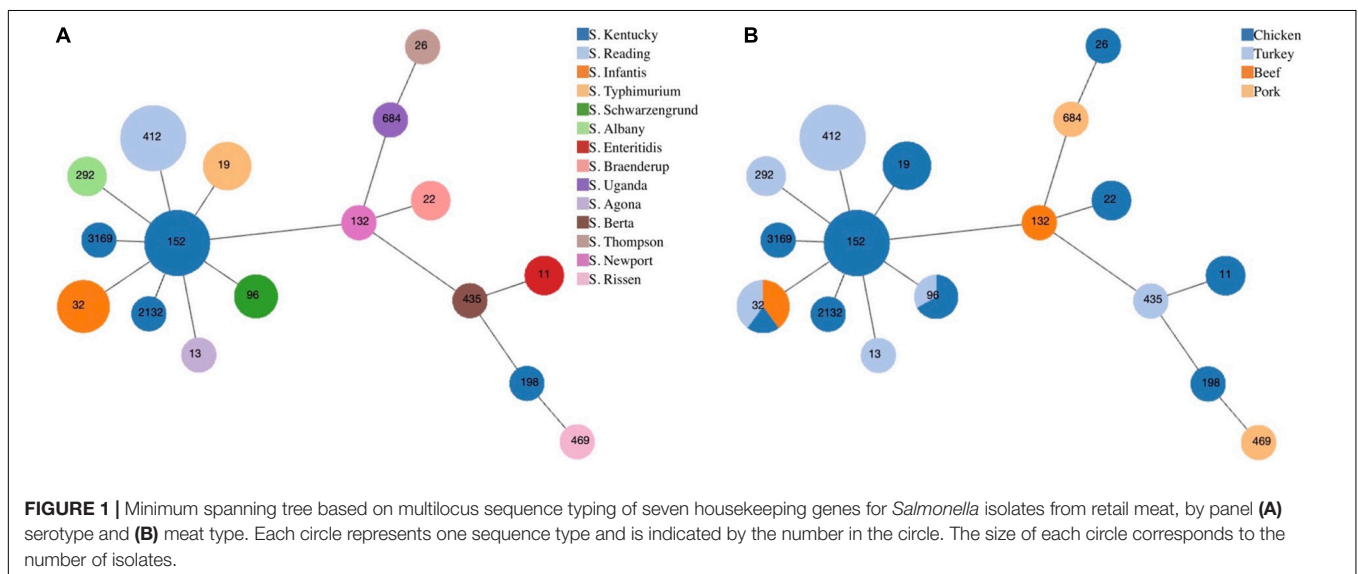 A
26
684
412
19
292
22
132
3169
152
11
96
435
32
2132
13
198
469
S. Kentucky
S. Reading
S. Infantis
S. Typhimurium
S. Schwarzengrund
S. Albany
S. Enteritidis
S. Braenderup
S. Uganda
S. Agona
S. Berta
S. Thompson
S. Newport
S. Rissen
B
26
684
412
19
292
22
132
3169
152
11
96
435
32
2132
13
198
469
Chicken
Turkey
Beef
Pork
FIGURE 1 | Minimum spanning tree based on multilocus sequence typing of seven housekeeping genes for Salmonella isolates from retail meat, by panel (A)
serotype and (B) meat type. Each circle represents one sequence type and is indicated by the number in the circle. The size of each circle corresponds to the
number of isolates.